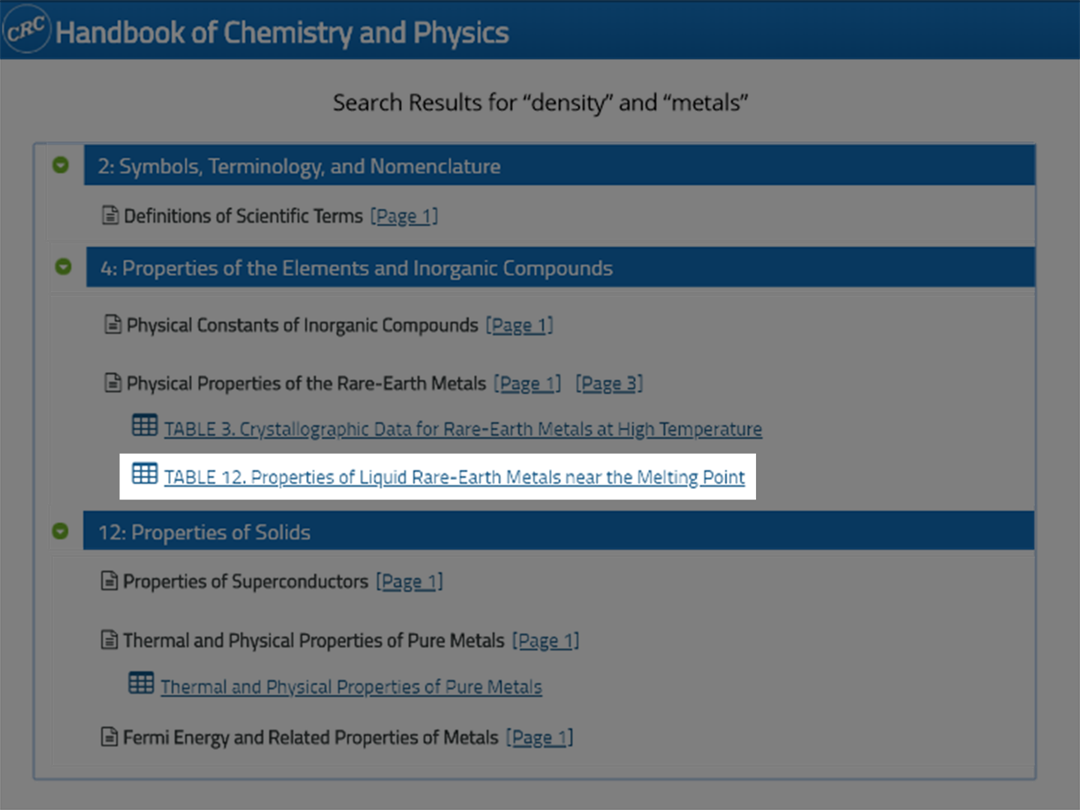 CRC Handbook of Chemistry and Physics
Search Results for “density” and “metals”
2: Symbols, Terminology, and Nomenclature
Definitions of Scientific Terms [Page 1]
4: Properties of the Elements and Inorganic Compounds
Physical Constants of Inorganic Compounds [Page 1]
Physical Properties of the Rare-Earth Metals [Page 1] [Page 3]
TABLE 3. Crystallographic Data for Rare-Earth Metals at High Temperature
TABLE 12. Properties of Liquid Rare-Earth Metals near the Melting Point
12: Properties of Solids
Properties of Superconductors [Page 1]
Thermal and Physical Properties of Pure Metals [Page 1]
Thermal and Physical Properties of Pure Metals
Fermi Energy and Related Properties of Metals [Page 1]